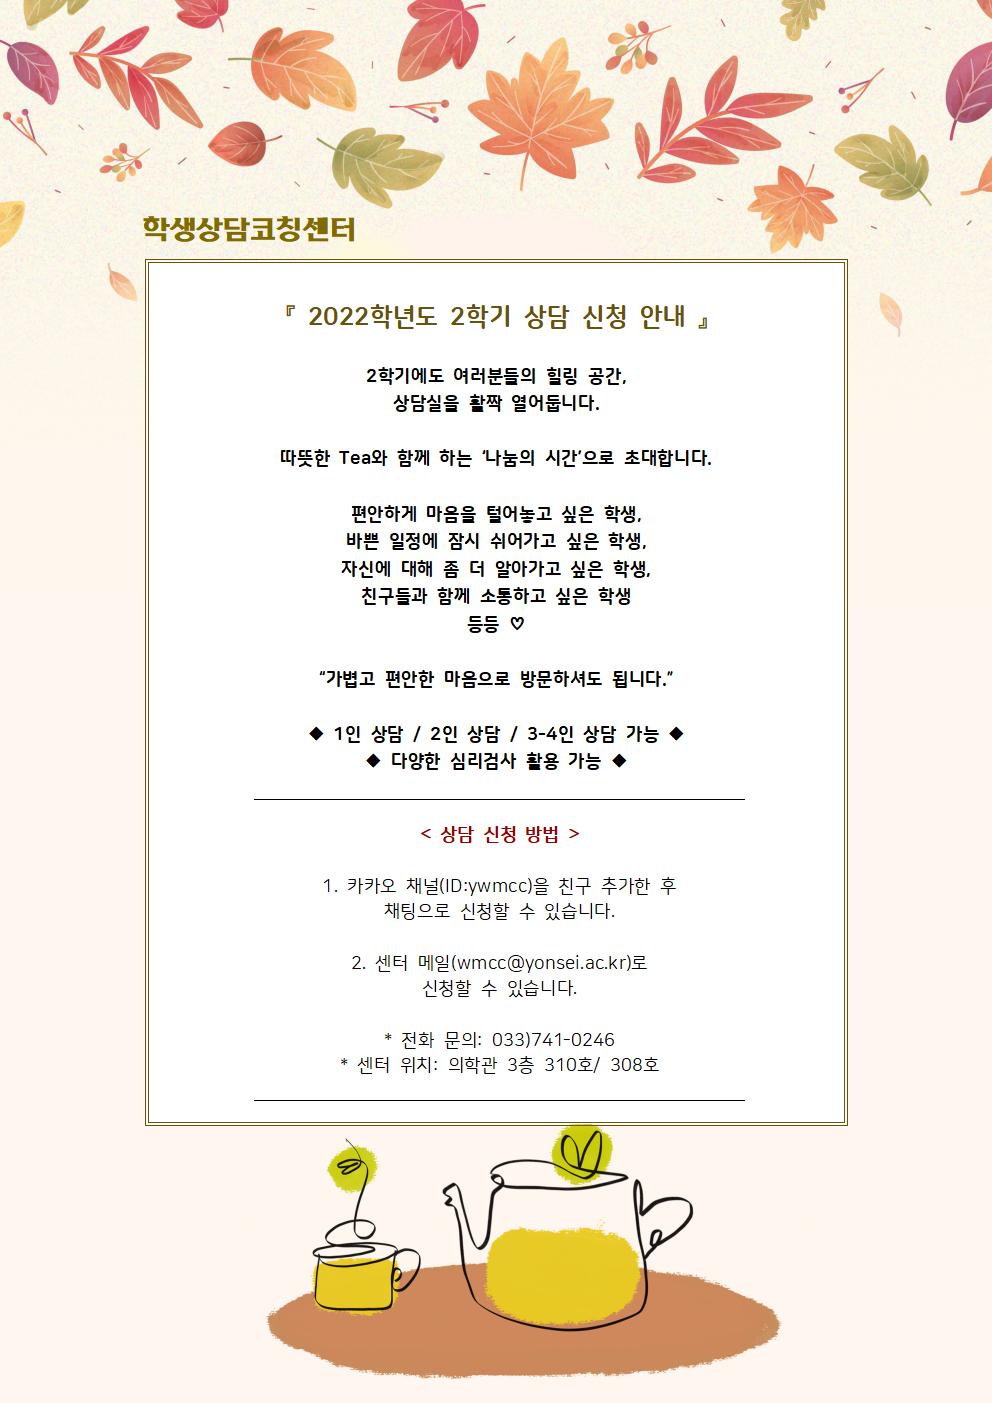 학생상담코칭센터
『 2022학년도 2학기 상담 신청 안내 』
2학기에도 여러분들의 힐링 공간,
상담실을 활짝 열어둡니다.
따뜻한 Tea와 함께 하는 ‘나눔의 시간’으로 초대합니다.
편안하게 마음을 털어놓고 싶은 학생,
바쁜 일정에 잠시 쉬어가고 싶은 학생,
자신에 대해 좀 더 알아가고 싶은 학생,
친구들과 함께 소통하고 싶은 학생
등등 ♡
“가볍고 편안한 마음으로 방문하셔도 됩니다.”
◆ 1인 상담 / 2인 상담 / 3-4인 상담 가능 ◆
◆ 다양한 심리검사 활용 가능 ◆
< 상담 신청 방법 >
1. 카카오 채널(ID:ywmcc)을 친구 추가한 후
채팅으로 신청할 수 있습니다.
2. 센터 메일(wmcc@yonsei.ac.kr)로
신청할 수 있습니다.
* 전화 문의: 033)741-0246
* 센터 위치: 의학관 3층 310호/ 308호